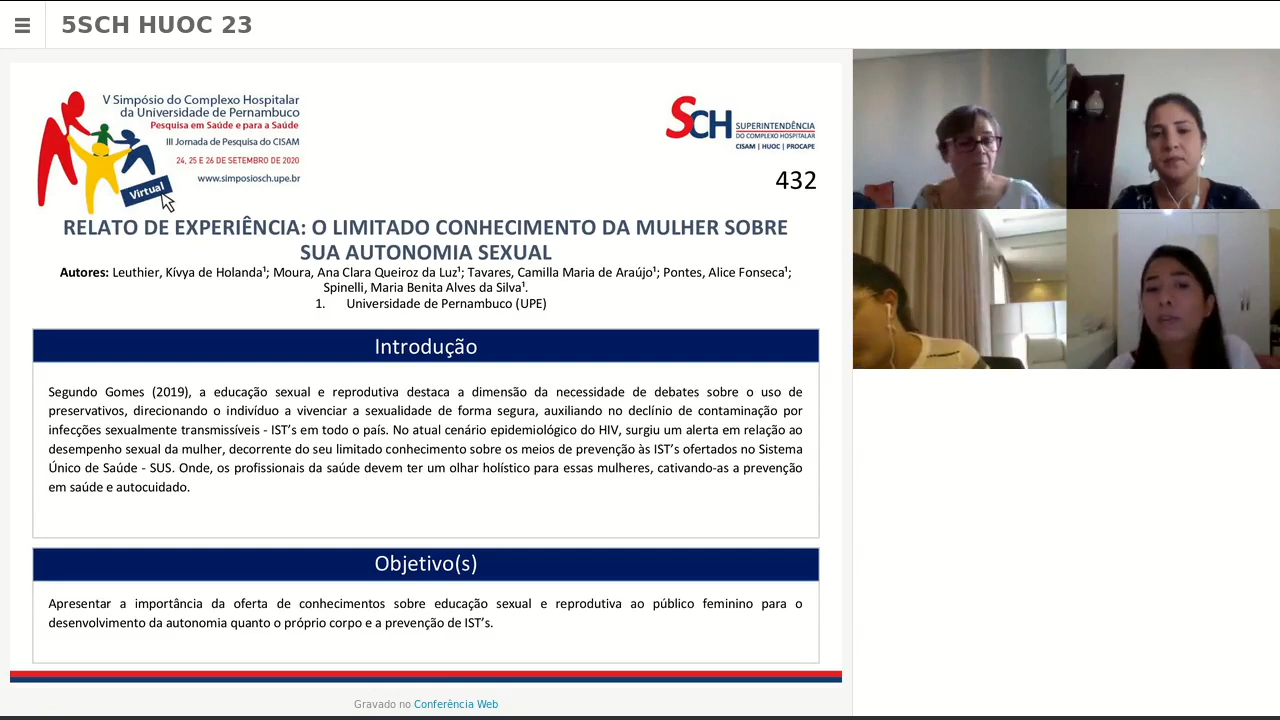 5SCH HUOC 23
V Simpósio do Complexo Hospitalar
da Universidade de Pernambuco
Pesquisa em Saúde e para a Saúde
III Jornada de Pesquisa do CISAM
24, 25 E 26 DE SETEMBRO DE 2020
www.simposiosch.upe.br
Virtual
SCH SUPERINTENDÊNCIA
DO COMPLEXO HOSPITALAR
CISAM | HUOC | PROCAPE
432
RELATO DE EXPERIÊNCIA: O LIMITADO CONHECIMENTO DA MULHER SOBRE
SUA AUTONOMIA SEXUAL
Autores: Leuthier, Kívya de Holanda¹; Moura, Ana Clara Queiroz da Luz¹; Tavares, Camilla Maria de Araújo¹; Pontes, Alice Fonseca¹;
Spinelli, Maria Benita Alves da Silva¹.
1. Universidade de Pernambuco (UPE)
Introdução
Segundo Gomes (2019), a educação sexual e reprodutiva destaca a dimensão da necessidade de debates sobre o uso de
preservativos, direcionando o indivíduo a vivenciar a sexualidade de forma segura, auxiliando no declínio de contaminação por
infecções sexualmente transmissíveis - IST’s em todo o país. No atual cenário epidemiológico do HIV, surgiu um alerta em relação ao
desempenho sexual da mulher, decorrente do seu limitado conhecimento sobre os meios de prevenção às IST’s ofertados no Sistema
Único de Saúde - SUS. Onde, os profissionais da saúde devem ter um olhar holístico para essas mulheres, cativando-as a prevenção
em saúde e autocuidado.
Objetivo(s)
Apresentar a importância da oferta de conhecimentos sobre educação sexual e reprodutiva ao público feminino para o
desenvolvimento da autonomia quanto o próprio corpo e a prevenção de IST’s.
Gravado no Conferência Web